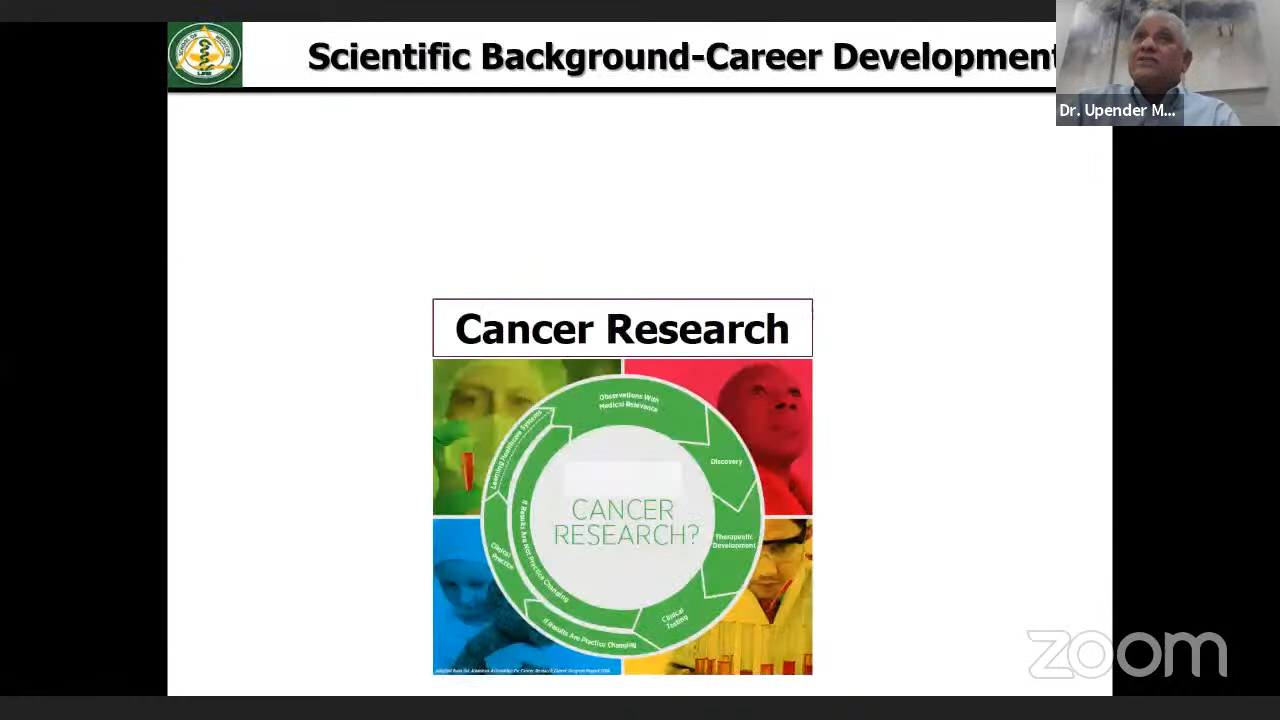 Scientific Background-Career Development
Dr. Upender M...
Cancer Research
Observations With
Medical Relevance
Discovery
Therapeutic
Development
Clinical
Testing
If Results Are Practice Changing
If Results Are Not Practice Changing
Clinical
Practice
Learning Healthcare Systems
CANCER
RESEARCH?
zoom